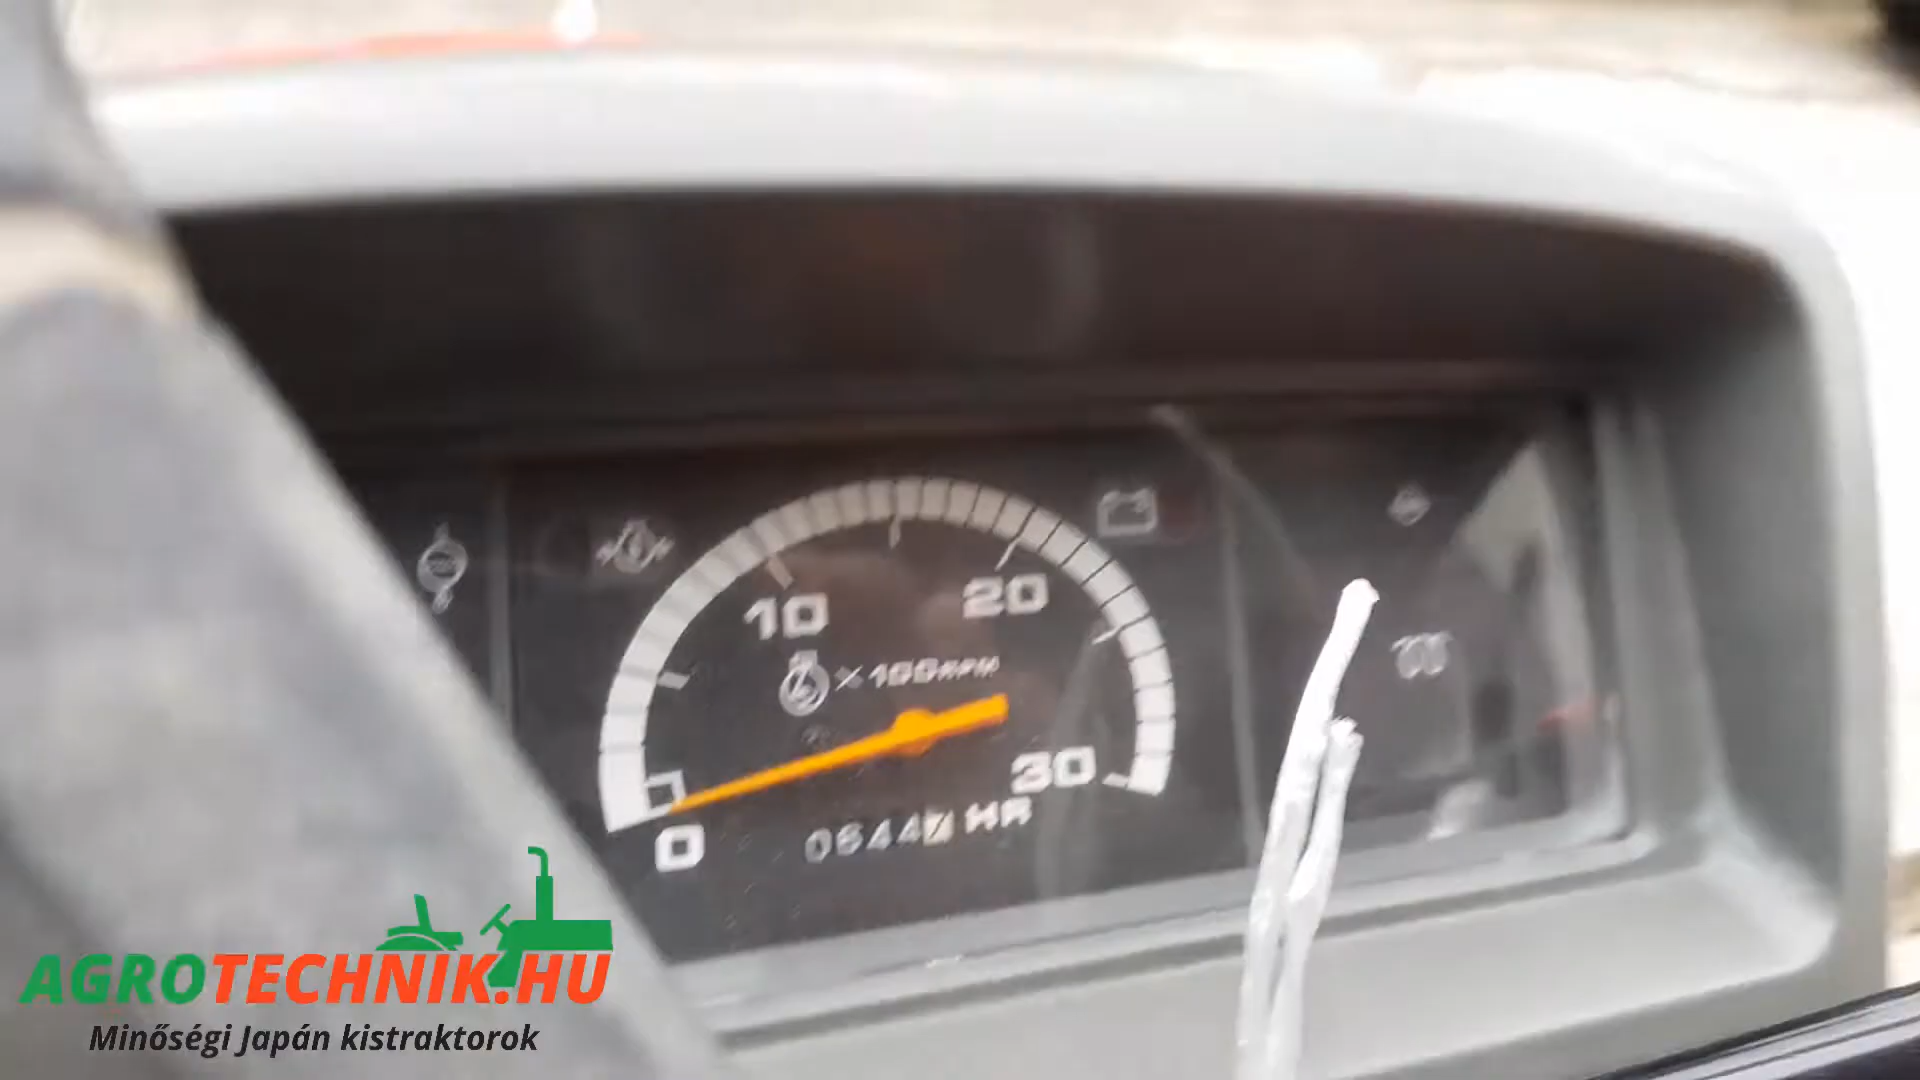 10
20
×100RPM
30
0
HR
AGROTECHNIK.HU
Minőségi Japán kistraktorok